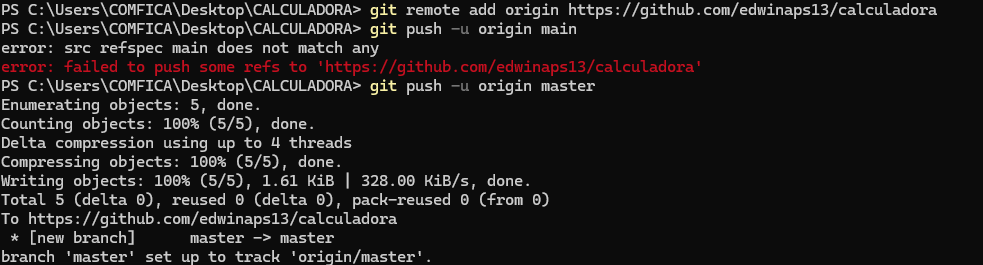 PS C:\Users\COMFICA\Desktop\CALCULADORA> git remote add origin https://github.com/edwinaps13/calculadora
PS C:\Users\COMFICA\Desktop\CALCULADORA> git push -u origin main
error: src refspec main does not match any
error: failed to push some refs to 'https://github.com/edwinaps13/calculadora'
PS C:\Users\COMFICA\Desktop\CALCULADORA> git push -u origin master
Enumerating objects: 5, done.
Counting objects: 100% (5/5), done.
Delta compression using up to 4 threads
Compressing objects: 100% (5/5), done.
Writing objects: 100% (5/5), 1.61 KiB | 328.00 KiB/s, done.
Total 5 (delta 0), reused 0 (delta 0), pack-reused 0 (from 0)
To https://github.com/edwinaps13/calculadora
 * [new branch]      master -> master
branch 'master' set up to track 'origin/master'.